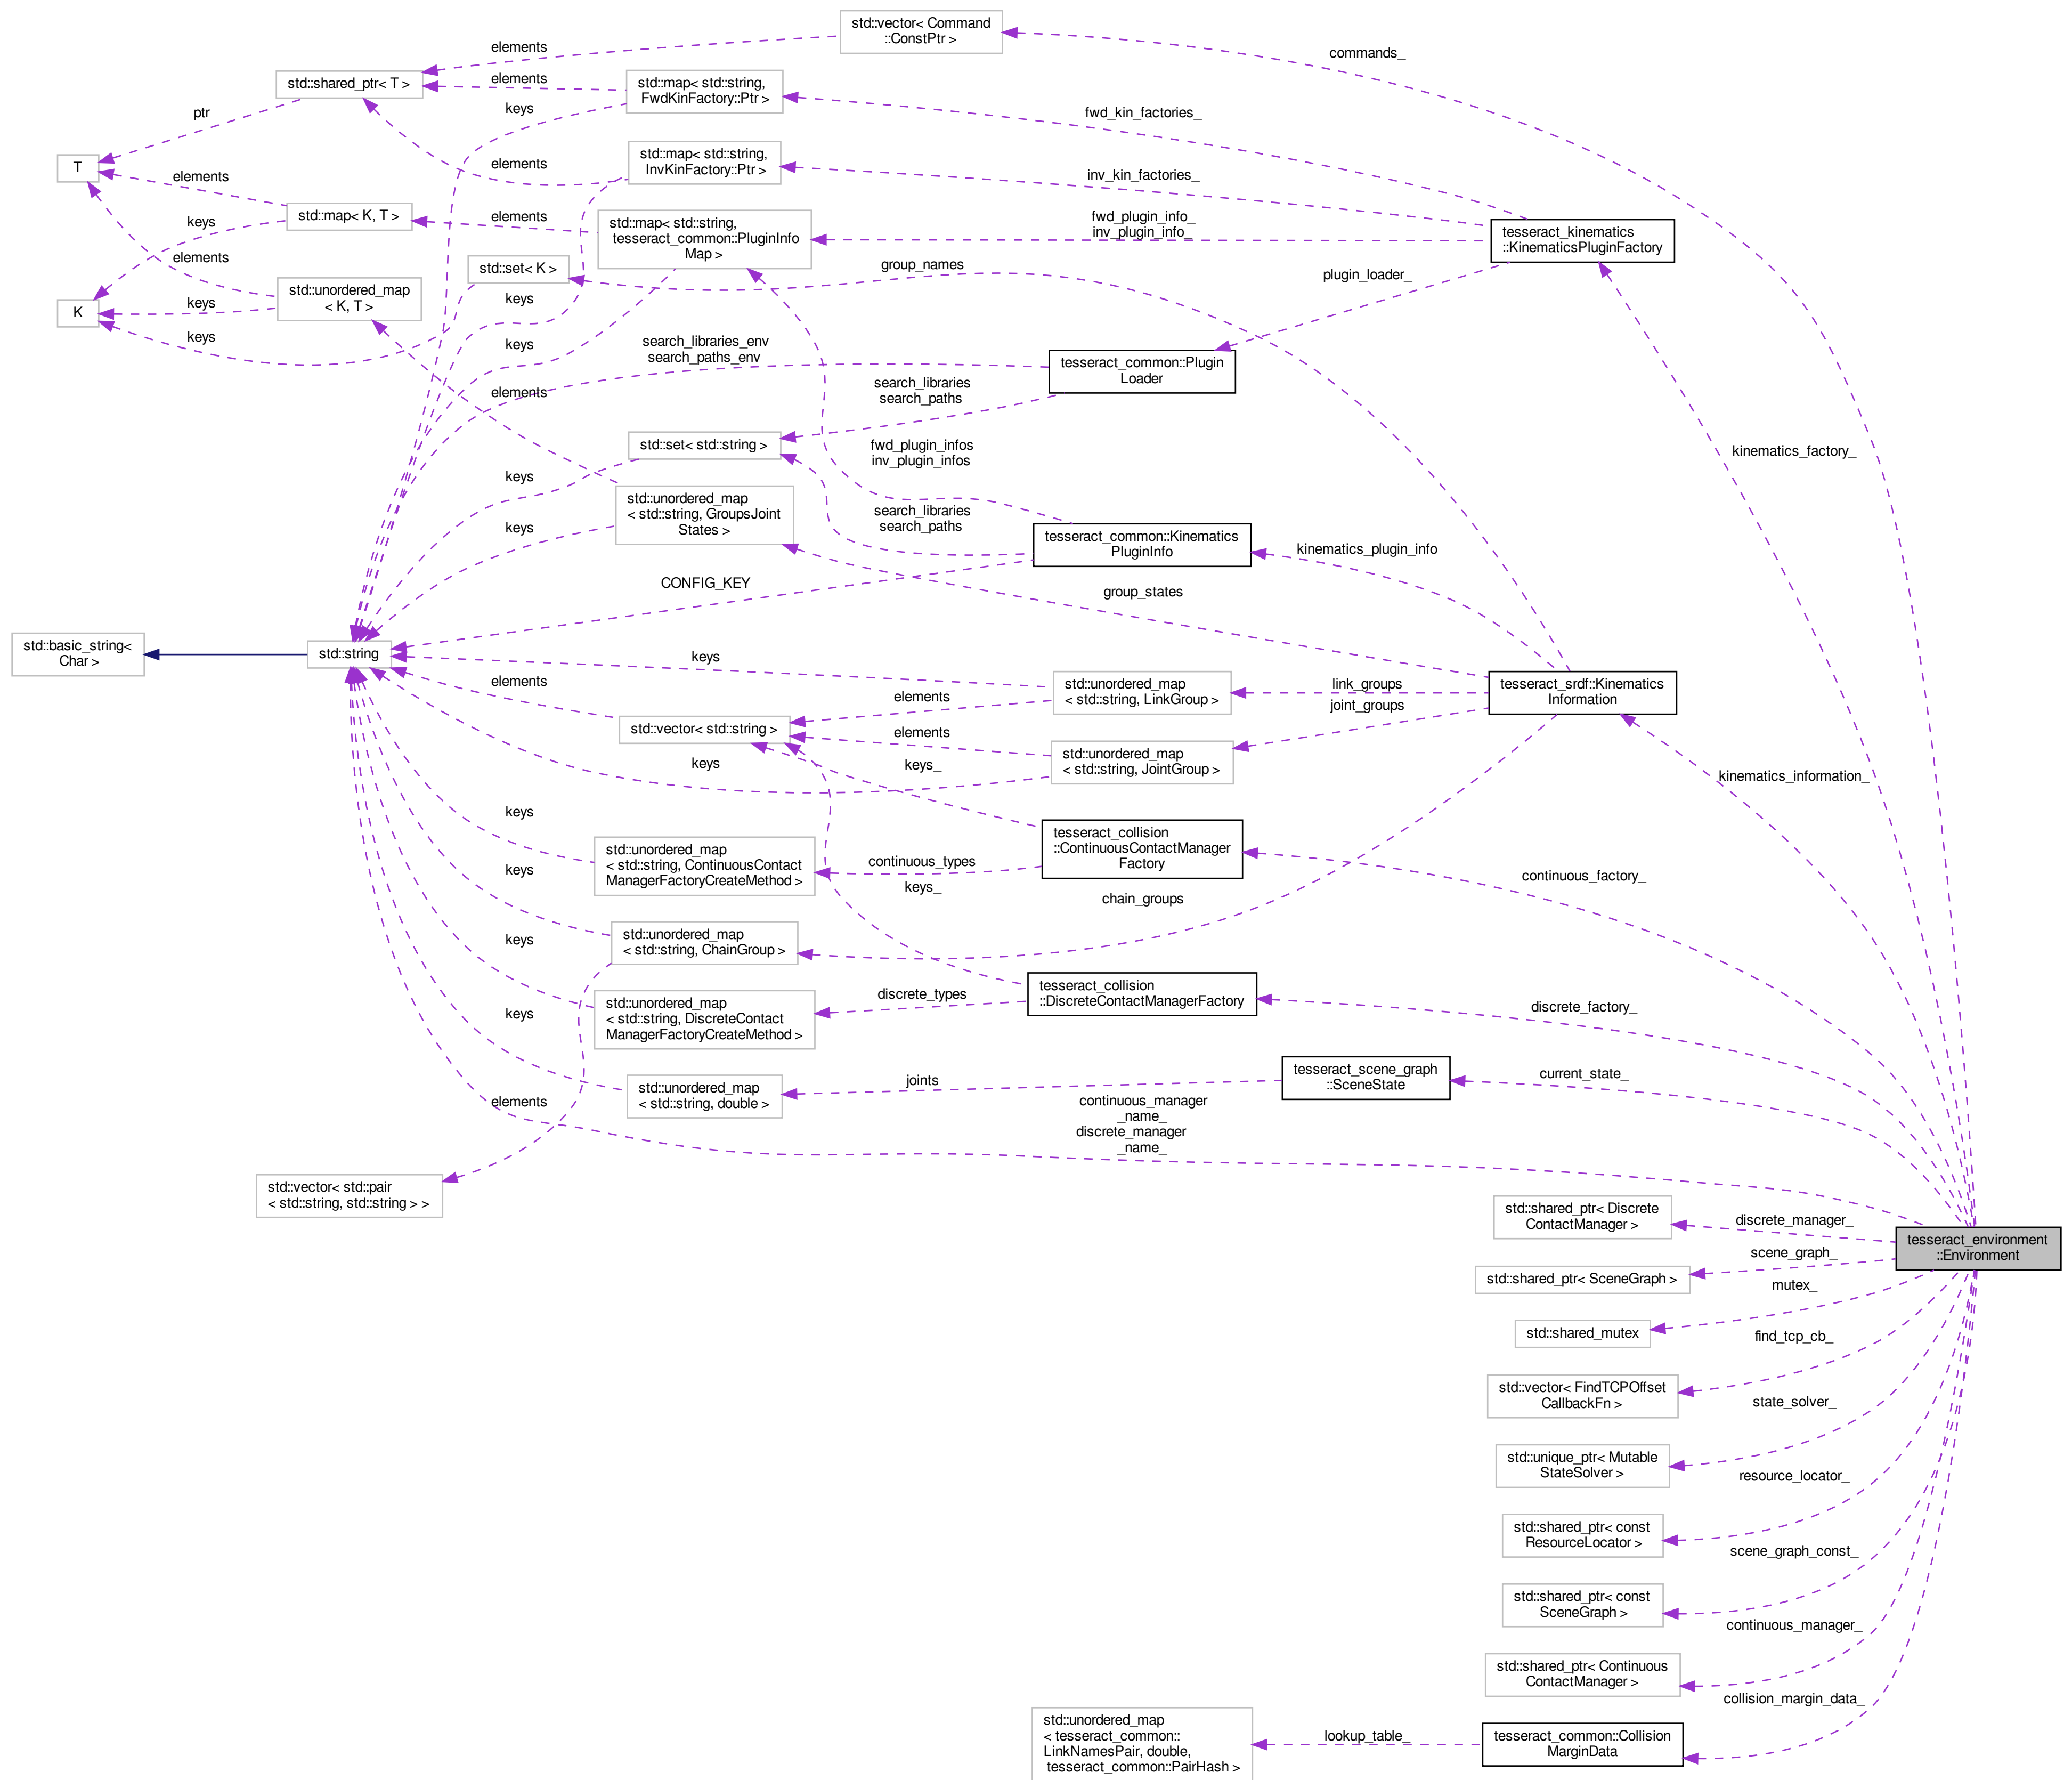 std::vector< Command
::ConstPtr >
elements
commands_
std::shared_ptr< T >
elements
std::map< std::string,
FwdKinFactory::Ptr >
keys
ptr
fwd_kin_factories_
T
elements
std::map< std::string,
InvKinFactory::Ptr >
elements
inv_kin_factories_
std::map< K, T >
keys
elements
std::map< std::string,
tesseract_common::PluginInfo
Map >
fwd_plugin_info_
inv_plugin_info_
tesseract_kinematics
::KinematicsPluginFactory
elements
std::set< K >
group_names
plugin_loader_
std::unordered_map
< K, T >
keys
keys
K
keys
keys
search_libraries_env
search_paths_env
tesseract_common::Plugin
Loader
elements
search_libraries
search_paths
std::set< std::string >
fwd_plugin_infos
inv_plugin_infos
kinematics_factory_
keys
std::unordered_map
< std::string, GroupsJoint
States >
keys
search_libraries
search_paths
tesseract_common::Kinematics
PluginInfo
kinematics_plugin_info
CONFIG_KEY
group_states
std::basic_string<
Char >
std::string
keys
elements
std::unordered_map
< std::string, LinkGroup >
link_groups
joint_groups
tesseract_srdf::Kinematics
Information
elements
std::vector< std::string >
elements
keys
keys_
std::unordered_map
< std::string, JointGroup >
kinematics_information_
keys
std::unordered_map
< std::string, ContinuousContact
ManagerFactoryCreateMethod >
continuous_types
keys_
tesseract_collision
::ContinuousContactManager
Factory
continuous_factory_
chain_groups
keys
std::unordered_map
< std::string, ChainGroup >
keys
std::unordered_map
< std::string, DiscreteContact
ManagerFactoryCreateMethod >
discrete_types
tesseract_collision
::DiscreteContactManagerFactory
discrete_factory_
keys
std::unordered_map
< std::string, double >
joints
tesseract_scene_graph
::SceneState
current_state_
elements
continuous_manager
_name_
discrete_manager
_name_
std::vector< std::pair
< std::string, std::string > >
std::shared_ptr< Discrete
ContactManager >
discrete_manager_
tesseract_environment
::Environment
scene_graph_
std::shared_ptr< SceneGraph >
mutex_
std::shared_mutex
find_tcp_cb_
std::vector< FindTCPOffset
CallbackFn >
state_solver_
std::unique_ptr< Mutable
StateSolver >
resource_locator_
std::shared_ptr< const
ResourceLocator >
scene_graph_const_
std::shared_ptr< const
SceneGraph >
continuous_manager_
std::shared_ptr< Continuous
ContactManager >
collision_margin_data_
std::unordered_map
< tesseract_common::
LinkNamesPair, double,
tesseract_common::PairHash >
lookup_table_
tesseract_common::Collision
MarginData